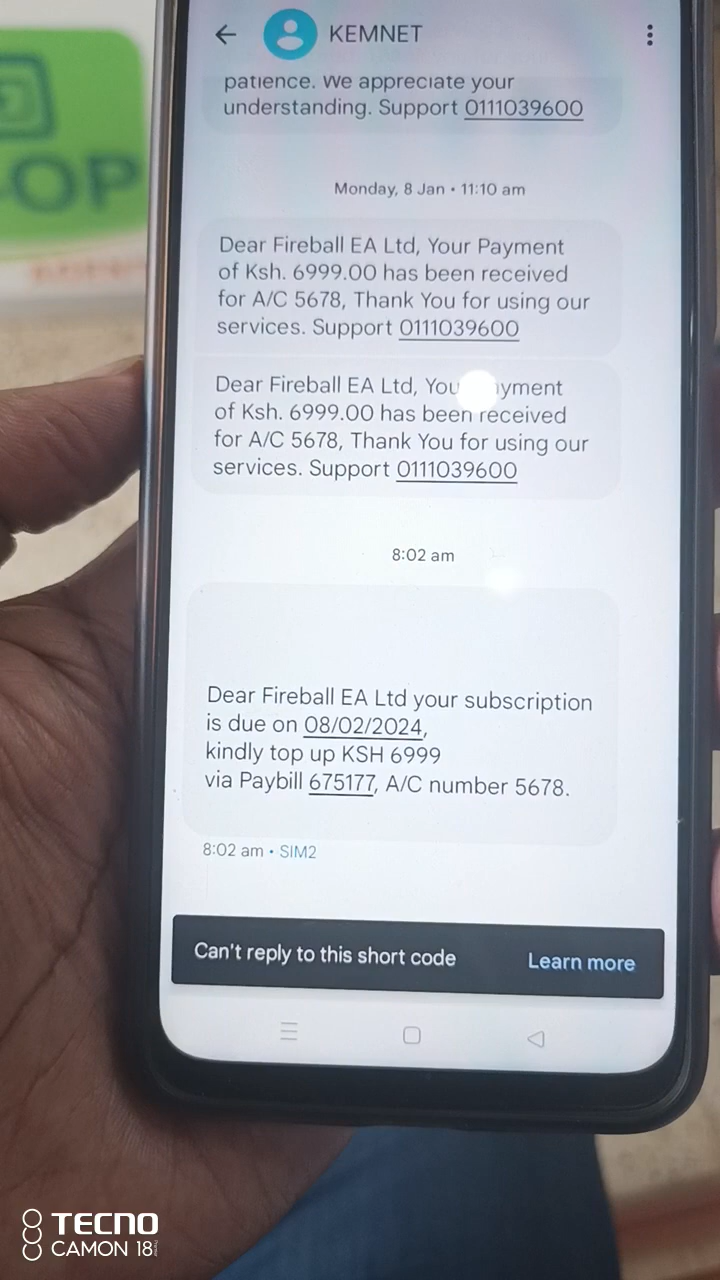 KEMNET
patience. We appreciate your
understanding. Support 0111039600
Monday, 8 Jan • 11:10 am
Dear Fireball EA Ltd, Your Payment
of Ksh. 6999.00 has been received
for A/C 5678, Thank You for using our
services. Support 0111039600
Dear Fireball EA Ltd, You yment
of Ksh. 6999.00 has been received
for A/C 5678, Thank You for using our
services. Support 0111039600
8:02 am
Dear Fireball EA Ltd your subscription
is due on 08/02/2024,
kindly top up KSH 6999
via Paybill 675177, A/C number 5678.
8:02 am • SIM2
Can't reply to this short code
Learn more
OP
TECNO
CAMON 18